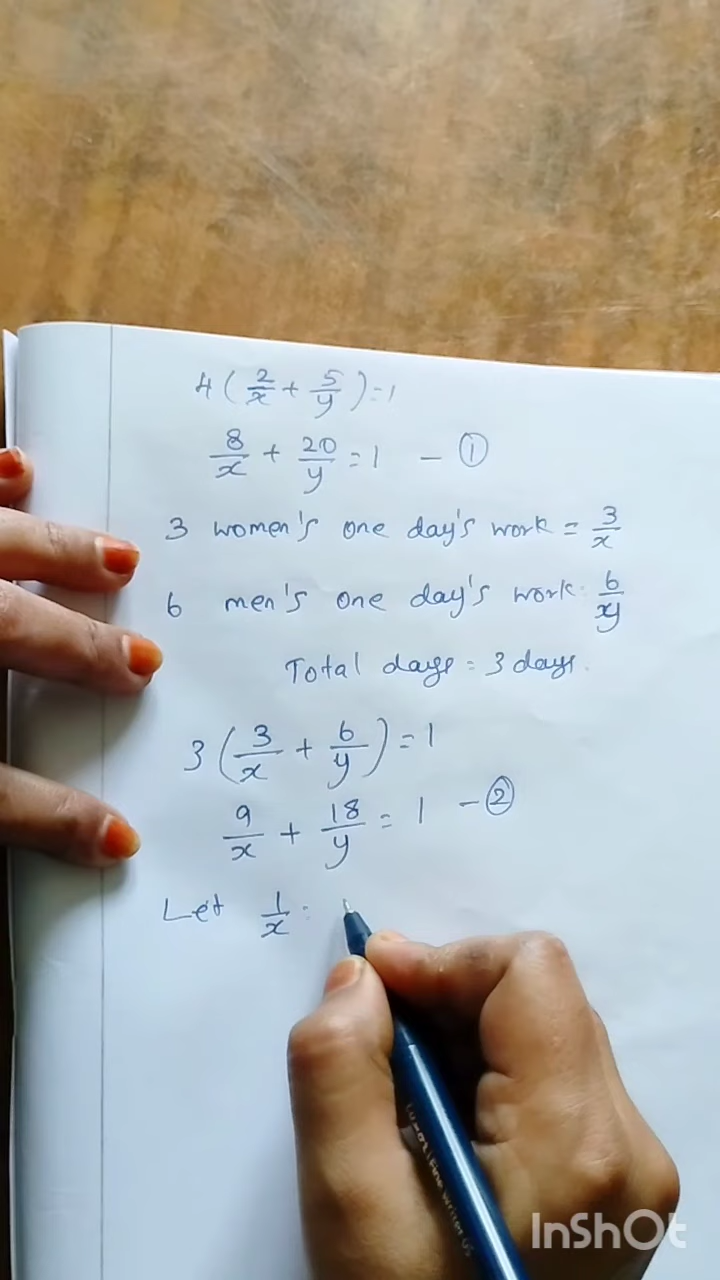 4(2/x + 5/y)=1
8/x + 20/y = 1 - ①
3 women's one day's work = 3/x
6 men's one day's work: 6/y
Total days = 3 days.
3(3/x + 6/y) = 1
9/x + 18/y = 1 - ②
Let 1/x =
InShOt